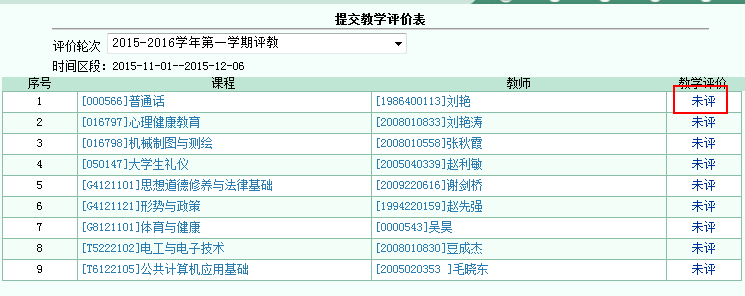 提交教学评价表
评价轮次 2015-2016学年第一学期评教
时间区段：2015-11-01--2015-12-06
序号 课程 教师 教学评价
1 [000566]普通话 [1986400113]刘艳 未评
2 [016797]心理健康教育 [2008010833]刘艳涛 未评
3 [016798]机械制图与测绘 [2008010558]张秋霞 未评
4 [050147]大学生礼仪 [2005040339]赵利敏 未评
5 [G4121101]思想道德修养与法律基础 [2009220616]谢剑桥 未评
6 [G4121121]形势与政策 [1994220159]赵先强 未评
7 [G8121101]体育与健康 [0000543]吴昊 未评
8 [T5222102]电工与电子技术 [2008010830]豆成杰 未评
9 [T6122105]公共计算机应用基础 [2005020353 ]毛晓东 未评